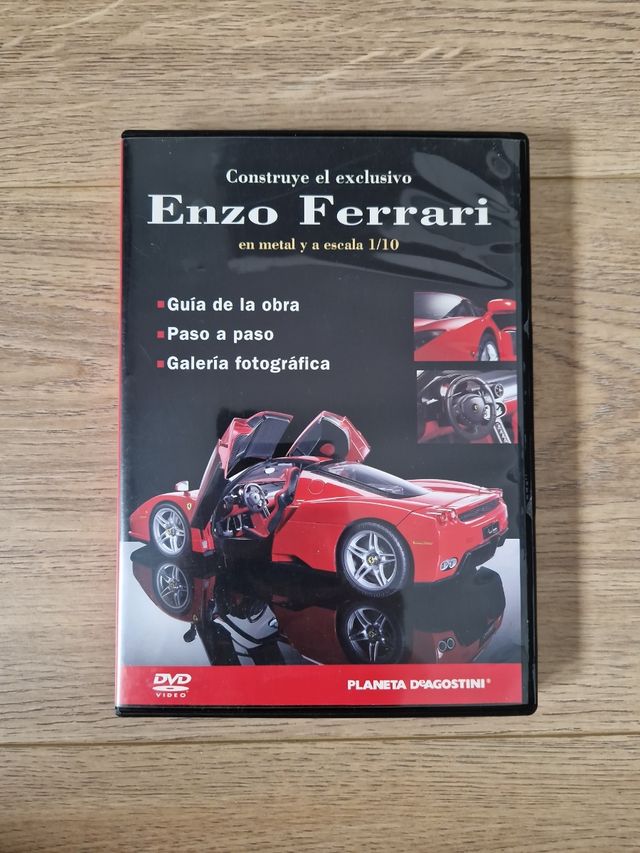 Construye el exclusivo
Enzo Ferrari
en metal y a escala 1/10
Guía de la obra
Paso a paso
Galería fotográfica
DVD
VIDEO
PLANETA DeAGOSTINI®